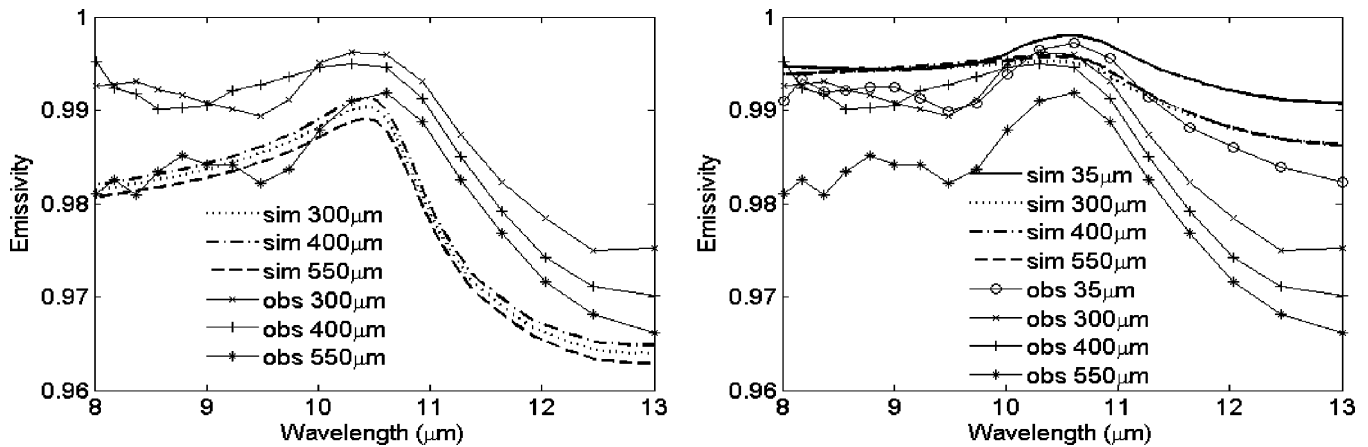 1
0.99
0.98
0.97
0.96
Emissivity
sim 300μm
sim 400μm
sim 550μm
obs 300μm
obs 400μm
obs 550μm
8 9 10 11 12 13
Wavelength (μm)
1
0.99
0.98
0.97
0.96
Emissivity
sim 35μm
sim 300μm
sim 400μm
sim 550μm
obs 35μm
obs 300μm
obs 400μm
obs 550μm
8 9 10 11 12 13
Wavelength (μm)